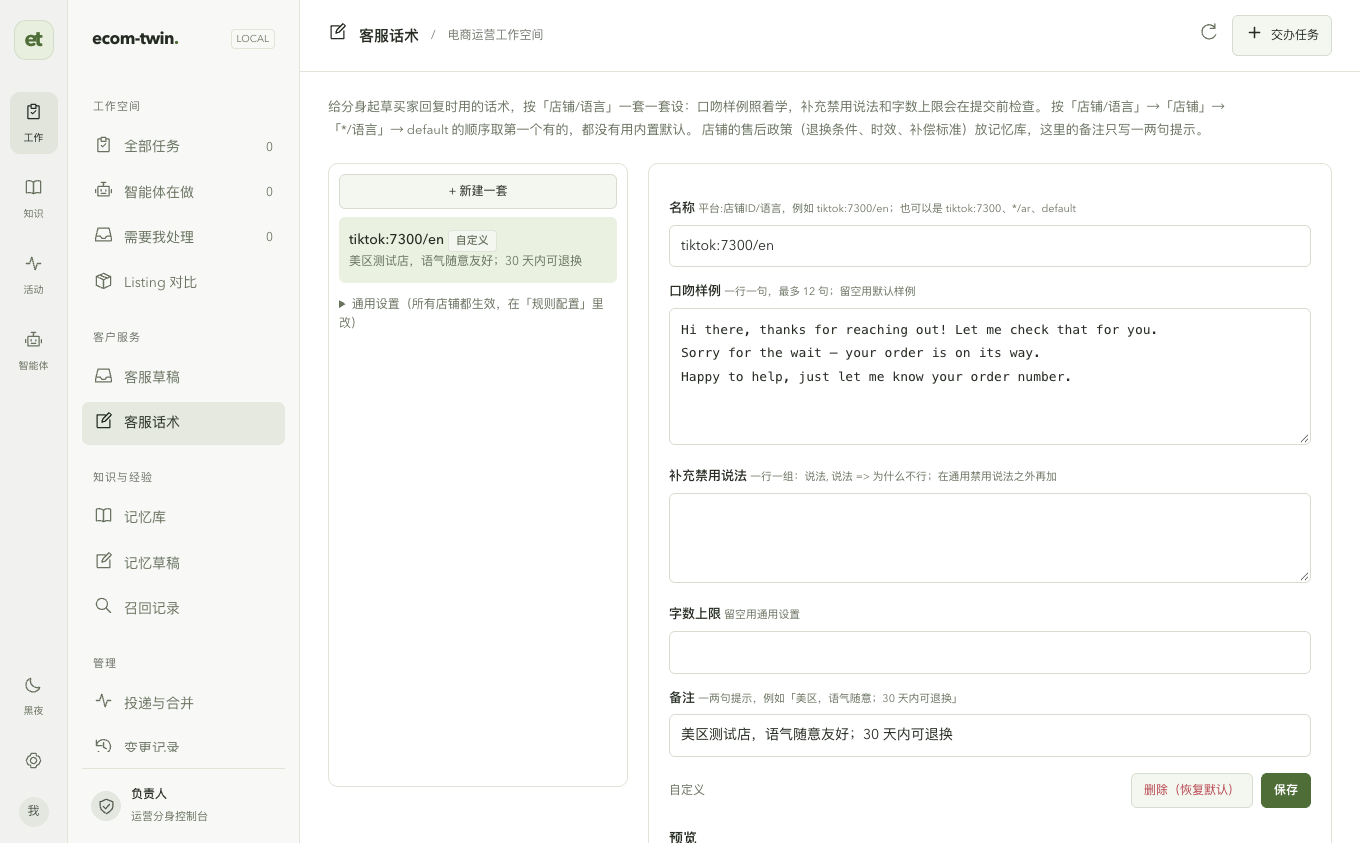 et
工作
知识
活动
智能体
黑夜
我
ecom-twin.
LOCAL
工作空间
全部任务 0
智能体在做 0
需要我处理 0
Listing 对比
客户服务
客服草稿
客服话术
知识与经验
记忆库
记忆草稿
召回记录
管理
投递与合并
变更记录
负责人
运营分身控制台
客服话术 / 电商运营工作空间
+ 交办任务
给分身起草买家回复时用的话术，按「店铺/语言」一套一套设：口吻样例照着学，补充禁用说法和字数上限会在提交前检查。 按「店铺/语言」→「店铺」→
「*/语言」→ default 的顺序取第一个有的，都没有用内置默认。 店铺的售后政策（退换条件、时效、补偿标准）放记忆库，这里的备注只写一两句提示。
+ 新建一套
tiktok:7300/en 自定义
美区测试店，语气随意友好；30 天内可退换
▶ 通用设置（所有店铺都生效，在「规则配置」里
改）
名称 平台:店铺ID/语言，例如 tiktok:7300/en；也可以是 tiktok:7300、*/ar、default
tiktok:7300/en
口吻样例 一行一句，最多 12 句；留空用默认样例
Hi there, thanks for reaching out! Let me check that for you.
Sorry for the wait — your order is on its way.
Happy to help, just let me know your order number.
补充禁用说法 一行一组：说法, 说法 => 为什么不行；在通用禁用说法之外再加
字数上限 留空用通用设置
备注 一两句提示，例如「美区，语气随意；30 天内可退换」
美区测试店，语气随意友好；30 天内可退换
自定义
删除（恢复默认）
保存
预览